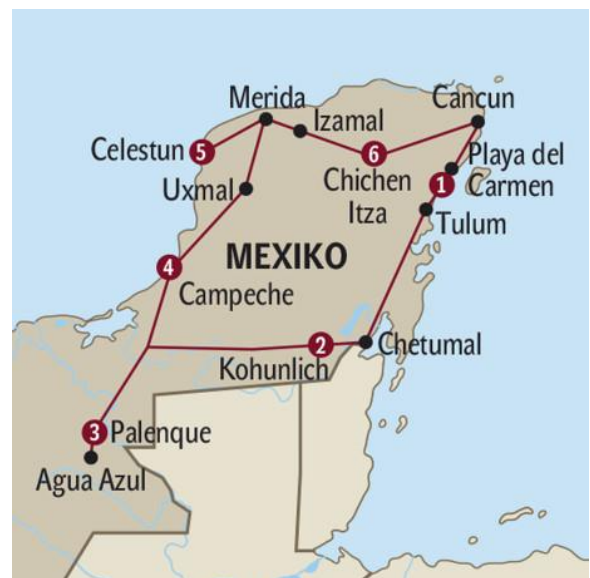 Merida
Cancun
Izamal
Celestun 5
6
Playa del
Carmen
1
Chichen
Itza
Uxmal
Tulum
MEXIKO
4
Campeche
2
Chetumal
Kohunlich
3 Palenque
Agua Azul